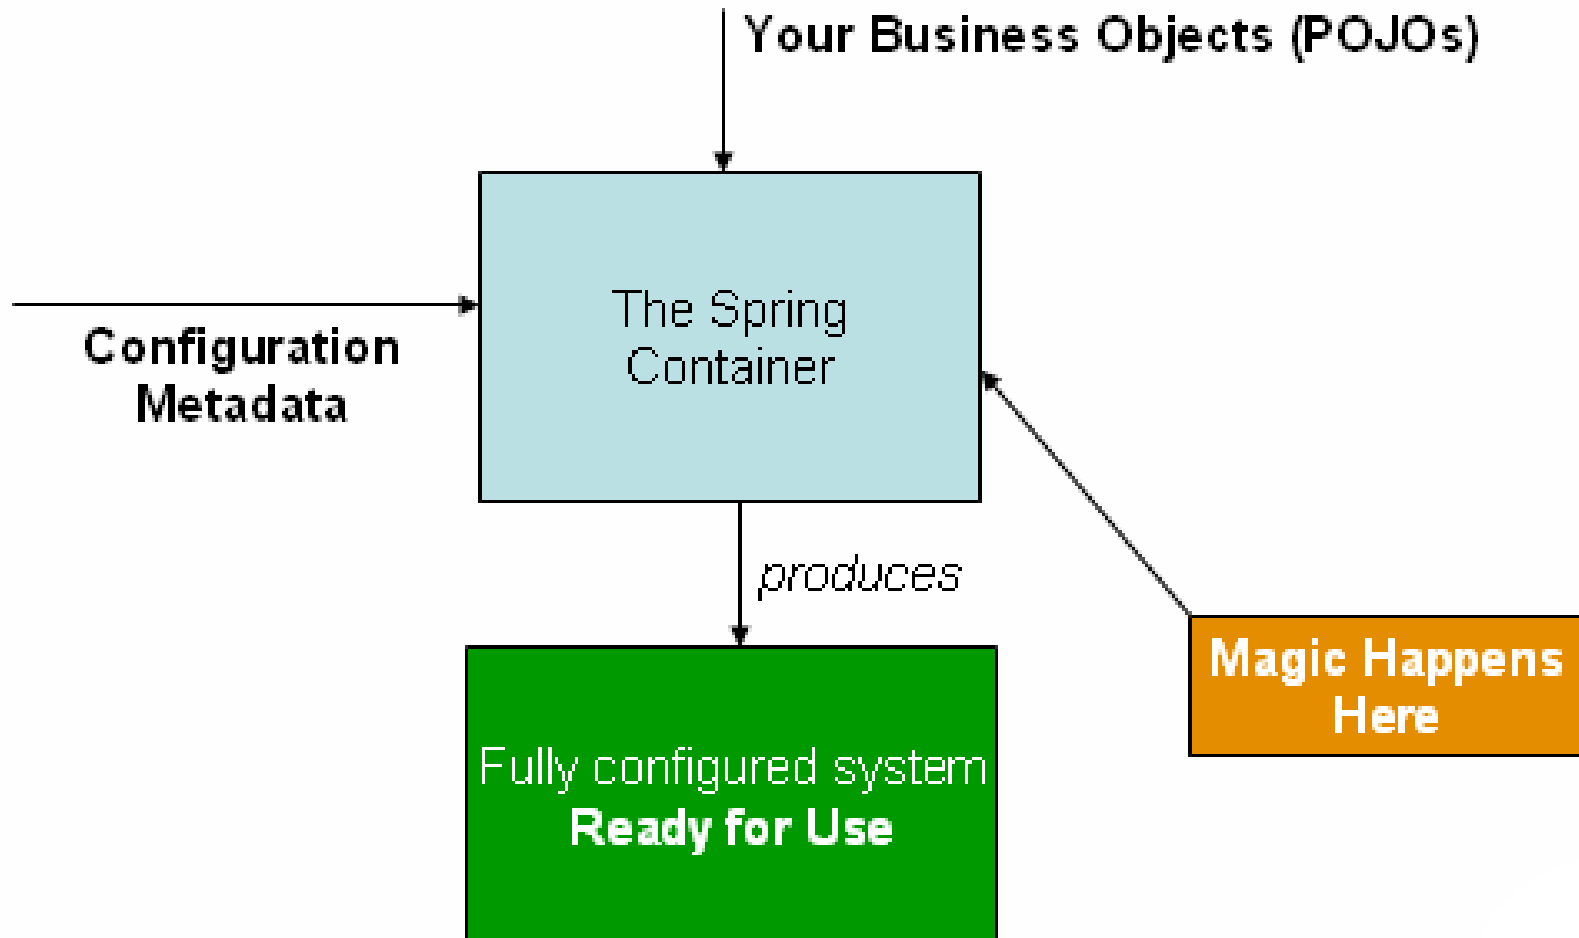 Your Business Objects (POJOs)
The Spring
Container
Configuration
Metadata
produces
Magic Happens
Here
Fully configured system
Ready for Use